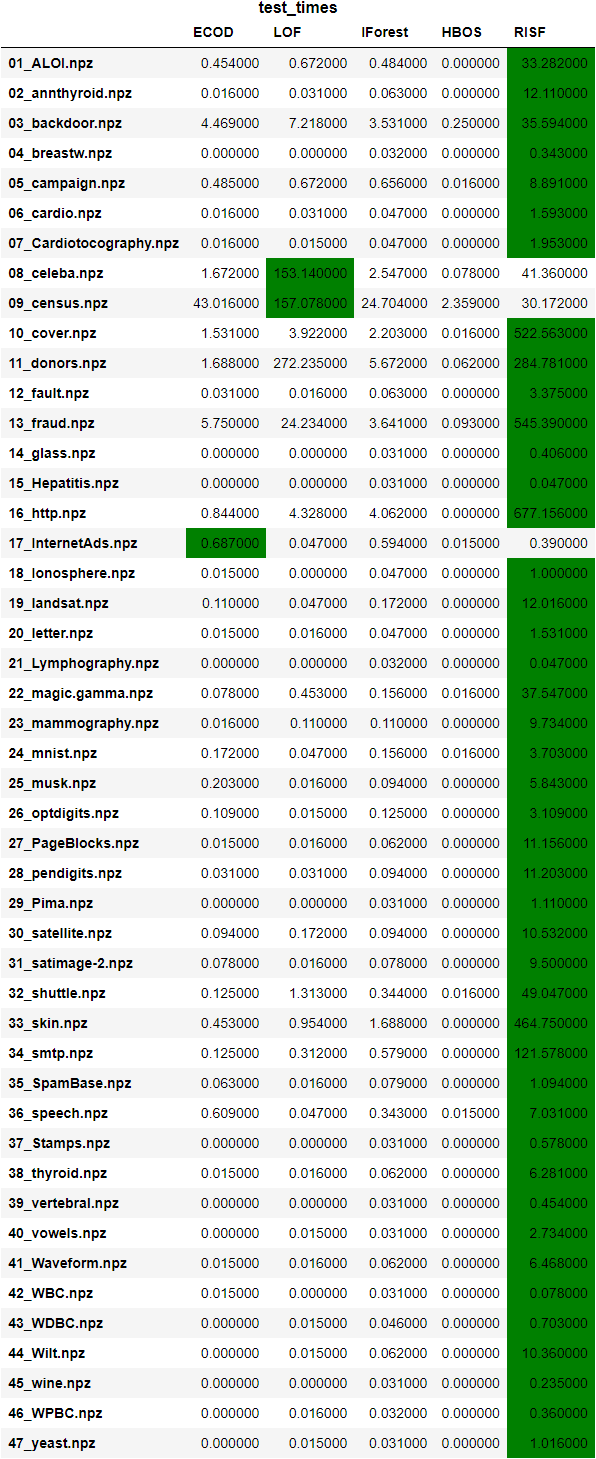 test_times
ECOD LOF IForest HBOS RISF
01_ALOI.npz 0.454000 0.672000 0.484000 0.000000 33.282000
02_annthyroid.npz 0.016000 0.031000 0.063000 0.000000 12.110000
03_backdoor.npz 4.469000 7.218000 3.531000 0.250000 35.594000
04_breastw.npz 0.000000 0.000000 0.032000 0.000000 0.343000
05_campaign.npz 0.485000 0.672000 0.656000 0.016000 8.891000
06_cardio.npz 0.016000 0.031000 0.047000 0.000000 1.593000
07_Cardiotocography.npz 0.016000 0.015000 0.047000 0.000000 1.953000
08_celeba.npz 1.672000 153.140000 2.547000 0.078000 41.360000
09_census.npz 43.016000 157.078000 24.704000 2.359000 30.172000
10_cover.npz 1.531000 3.922000 2.203000 0.016000 522.563000
11_donors.npz 1.688000 272.235000 5.672000 0.062000 284.781000
12_fault.npz 0.031000 0.016000 0.063000 0.000000 3.375000
13_fraud.npz 5.750000 24.234000 3.641000 0.093000 545.390000
14_glass.npz 0.000000 0.000000 0.031000 0.000000 0.406000
15_Hepatitis.npz 0.000000 0.000000 0.031000 0.000000 0.047000
16_http.npz 0.844000 4.328000 4.062000 0.000000 677.156000
17_InternetAds.npz 0.687000 0.047000 0.594000 0.015000 0.390000
18_Ionosphere.npz 0.015000 0.000000 0.047000 0.000000 1.000000
19_landsat.npz 0.110000 0.047000 0.172000 0.000000 12.016000
20_letter.npz 0.015000 0.016000 0.047000 0.000000 1.531000
21_Lymphography.npz 0.000000 0.000000 0.032000 0.000000 0.047000
22_magic.gamma.npz 0.078000 0.453000 0.156000 0.016000 37.547000
23_mammography.npz 0.016000 0.110000 0.110000 0.000000 9.734000
24_mnist.npz 0.172000 0.047000 0.156000 0.016000 3.703000
25_musk.npz 0.203000 0.016000 0.094000 0.000000 5.843000
26_optdigits.npz 0.109000 0.015000 0.125000 0.000000 3.109000
27_PageBlocks.npz 0.015000 0.016000 0.062000 0.000000 11.156000
28_pendigits.npz 0.031000 0.031000 0.094000 0.000000 11.203000
29_Pima.npz 0.000000 0.000000 0.031000 0.000000 1.110000
30_satellite.npz 0.094000 0.172000 0.094000 0.000000 10.532000
31_satimage-2.npz 0.078000 0.016000 0.078000 0.000000 9.500000
32_shuttle.npz 0.125000 1.313000 0.344000 0.016000 49.047000
33_skin.npz 0.453000 0.954000 1.688000 0.000000 464.750000
34_smtp.npz 0.125000 0.312000 0.579000 0.000000 121.578000
35_SpamBase.npz 0.063000 0.016000 0.079000 0.000000 1.094000
36_speech.npz 0.609000 0.047000 0.343000 0.015000 7.031000
37_Stamps.npz 0.000000 0.000000 0.031000 0.000000 0.578000
38_thyroid.npz 0.015000 0.016000 0.062000 0.000000 6.281000
39_vertebral.npz 0.000000 0.000000 0.031000 0.000000 0.454000
40_vowels.npz 0.000000 0.015000 0.031000 0.000000 2.734000
41_Waveform.npz 0.015000 0.016000 0.062000 0.000000 6.468000
42_WBC.npz 0.015000 0.000000 0.031000 0.000000 0.078000
43_WDBC.npz 0.000000 0.015000 0.046000 0.000000 0.703000
44_Wilt.npz 0.000000 0.015000 0.062000 0.000000 10.360000
45_wine.npz 0.000000 0.000000 0.031000 0.000000 0.235000
46_WPBC.npz 0.000000 0.016000 0.032000 0.000000 0.360000
47_yeast.npz 0.000000 0.015000 0.031000 0.000000 1.016000